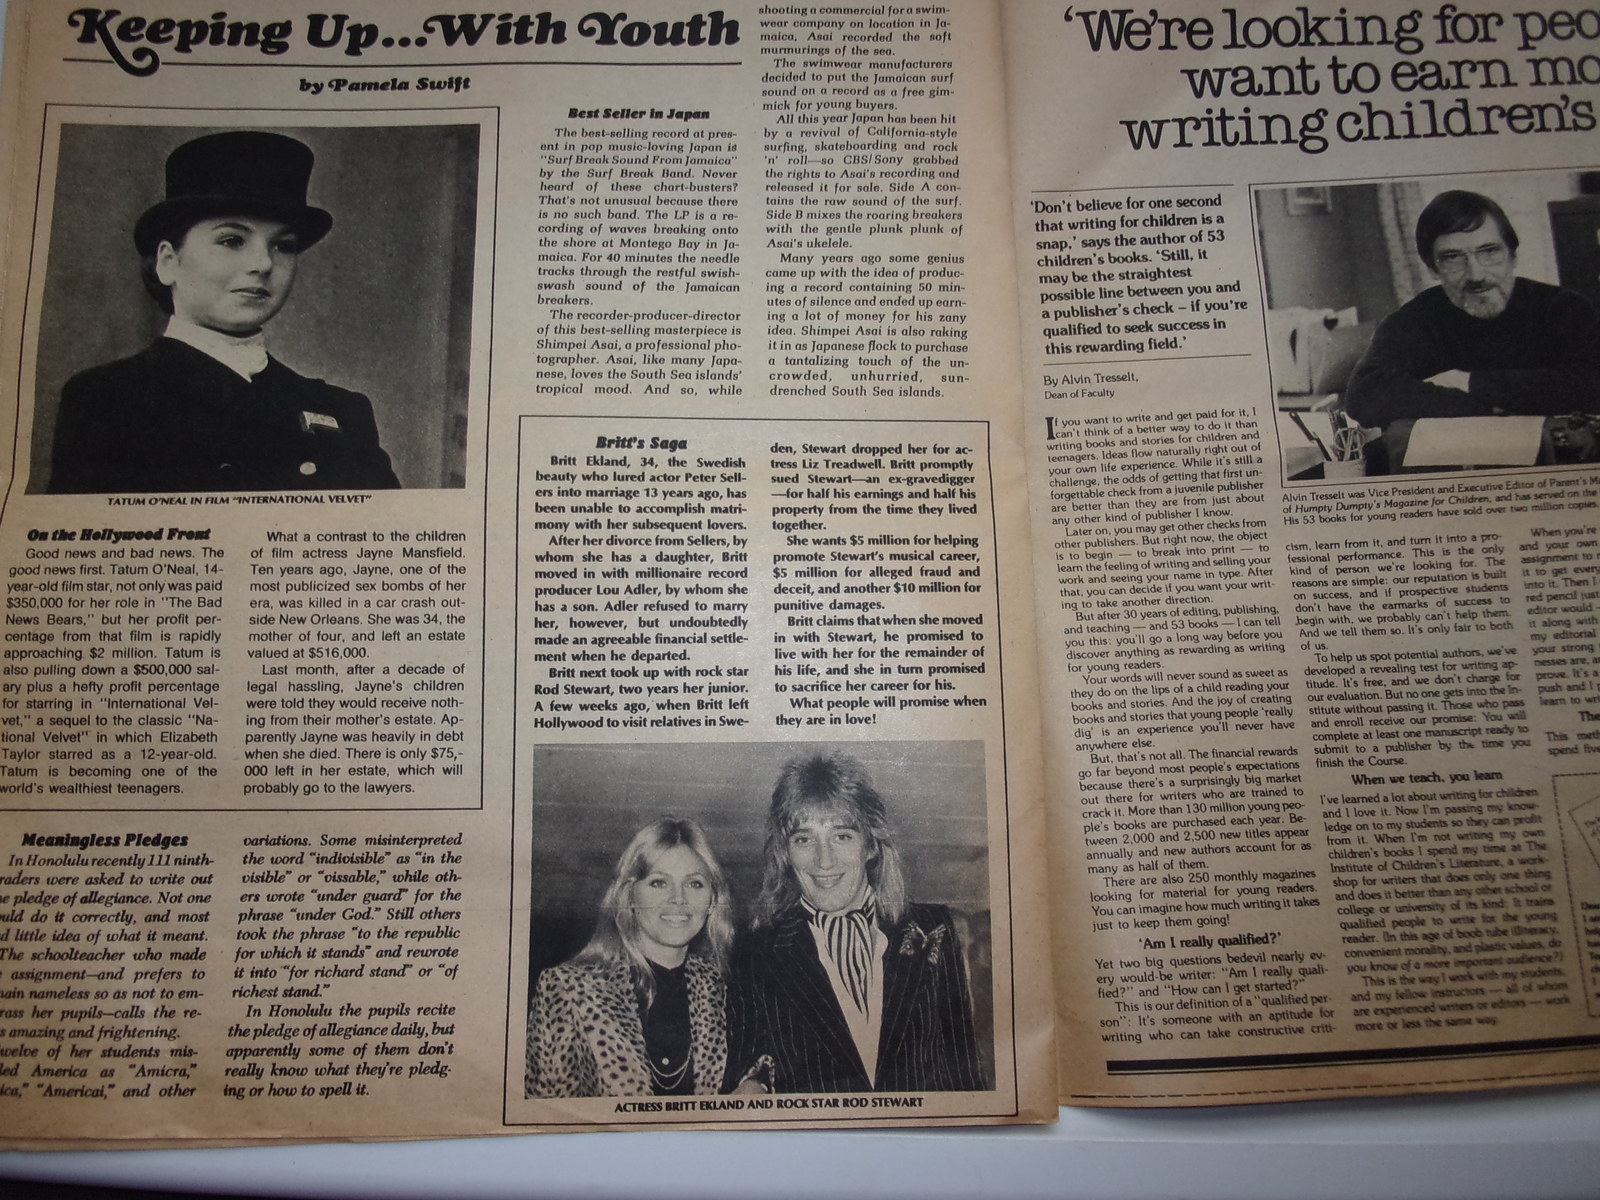 Keeping Up...With Youth
by Pamela Swift
TATUM O'NEAL IN FILM "INTERNATIONAL VELVET"
On the Hollywood Front
Good news and bad news. The
good news first. Tatum O'Neal, 14-
year-old film star, not only was paid
$350,000 for her role in "The Bad
News Bears," but her profit per-
centage from that film is rapidly
approaching $2 million. Tatum is
also pulling down a $500,000 sal-
ary plus a hefty profit percentage
for starring in "International Vel-
vet," a sequel to the classic "Na-
tional Velvet" in which Elizabeth
Taylor starred as a 12-year-old.
Tatum is becoming one of the
world's wealthiest teenagers.
What a contrast to the children
of film actress Jayne Mansfield.
Ten years ago, Jayne, one of the
most publicized sex bombs of her
era, was killed in a car crash out-
side New Orleans. She was 34, the
mother of four, and left an estate
valued at $516,000.
Last month, after a decade of
legal hassling, Jayne's children
were told they would receive noth-
ing from their mother's estate. Ap-
parently Jayne was heavily in debt
when she died. There is only $75,-
000 left in her estate, which will
probably go to the lawyers.
Meaningless Pledges
In Honolulu recently 111 ninth-
raders were asked to write out
e pledge of allegiance. Not one
uld do it correctly, and most
d little idea of what it meant.
The schoolteacher who made
assignment—and prefers to
ain nameless so as not to em-
rass her pupils—calls the re-
s amazing and frightening.
welve of her students mis-
led America as "Amicra,"
ica," "Americai," and other
variations. Some misinterpreted
the word "indivisible" as "in the
visible" or "vissable," while oth-
ers wrote "under guard" for the
phrase "under God." Still others
took the phrase "to the republic
for which it stands" and rewrote
it into "for richard stand" or "of
richest stand."
In Honolulu the pupils recite
the pledge of allegiance daily, but
apparently some of them don't
really know what they're pledg-
ing or how to spell it.
Best Seller in Japan
The best-selling record at pres-
ent in pop music-loving Japan is
"Surf Break Sound From Jamaica"
by the Surf Break Band. Never
heard of these chart-busters?
That's not unusual because there
is no such band. The LP is a re-
cording of waves breaking onto
the shore at Montego Bay in Ja-
maica. For 40 minutes the needle
tracks through the restful swish-
swash sound of the Jamaican
breakers.
The recorder-producer-director
of this best-selling masterpiece is
Shimpei Asai, a professional pho-
tographer. Asai, like many Japa-
nese, loves the South Sea islands'
tropical mood. And so, while
shooting a commercial for a swim-
wear company on location in Ja-
maica, Asai recorded the soft
murmurings of the sea.
The swimwear manufacturers
decided to put the Jamaican surf
sound on a record as a free gim-
mick for young buyers.
All this year Japan has been hit
by a revival of California-style
surfing, skateboarding and rock
'n' roll—so CBS/Sony grabbed
the rights to Asai's recording and
released it for sale. Side A con-
tains the raw sound of the surf.
Side B mixes the roaring breakers
with the gentle plunk plunk of
Asai's ukelele.
Many years ago some genius
came up with the idea of produc-
ing a record containing 50 min-
utes of silence and ended up earn-
ing a lot of money for his zany
idea. Shimpei Asai is also raking
it in as Japanese flock to purchase
a tantalizing touch of the un-
crowded, unhurried, sun-
drenched South Sea islands.
Britt's Saga
Britt Ekland, 34, the Swedish
beauty who lured actor Peter Sell-
ers into marriage 13 years ago, has
been unable to accomplish matri-
mony with her subsequent lovers.
After her divorce from Sellers, by
whom she has a daughter, Britt
moved in with millionaire record
producer Lou Adler, by whom she
has a son. Adler refused to marry
her, however, but undoubtedly
made an agreeable financial settle-
ment when he departed.
Britt next took up with rock star
Rod Stewart, two years her junior.
A few weeks ago, when Britt left
Hollywood to visit relatives in Swe-
den, Stewart dropped her for ac-
tress Liz Treadwell. Britt promptly
sued Stewart—an ex-gravedigger
—for half his earnings and half his
property from the time they lived
together.
She wants $5 million for helping
promote Stewart's musical career,
$5 million for alleged fraud and
deceit, and another $10 million for
punitive damages.
Britt claims that when she moved
in with Stewart, he promised to
live with her for the remainder of
his life, and she in turn promised
to sacrifice her career for his.
What people will promise when
they are in love!
ACTRESS BRITT EKLAND AND ROCK STAR ROD STEWART
'We're looking for peo
want to earn mo
writing children's
'Don't believe for one second
that writing for children is a
snap,' says the author of 53
children's books. 'Still, it
may be the straightest
possible line between you and
a publisher's check – if you're
qualified to seek success in
this rewarding field.'
By Alvin Tresselt,
Dean of Faculty
Alvin Tresselt was Vice President and Executive Editor of Parent's M
of Humpty Dumpty's Magazine for Children, and has served on the
His 53 books for young readers have sold over two million copies.
If you want to write and get paid for it, I
can't think of a better way to do it than
writing books and stories for children and
teenagers. Ideas flow naturally right out of
your own life experience. While it's still a
challenge, the odds of getting that first un-
forgettable check from a juvenile publisher
are better than they are from just about
any other kind of publisher I know.
Later on, you may get other checks from
other publishers. But right now, the object
is to begin — to break into print — to
learn the feeling of writing and selling your
work and seeing your name in type. After
that, you can decide if you want your writ-
ing to take another direction.
But after 30 years of editing, publishing,
and teaching — and 53 books — I can tell
you this: you'll go a long way before you
discover anything as rewarding as writing
for young readers.
Your words will never sound as sweet as
they do on the lips of a child reading your
books and stories. And the joy of creating
books and stories that young people 'really
dig' is an experience you'll never have
anywhere else.
But, that's not all. The financial rewards
go far beyond most people's expectations
because there's a surprisingly big market
out there for writers who are trained to
crack it. More than 130 million young peo-
ple's books are purchased each year. Be-
tween 2,000 and 2,500 new titles appear
annually and new authors account for as
many as half of them.
There are also 250 monthly magazines
looking for material for young readers.
You can imagine how much writing it takes
just to keep them going!
'Am I really qualified?'
Yet two big questions bedevil nearly ev-
ery would-be writer: "Am I really quali-
fied?" and "How can I get started?"
This is our definition of a "qualified per-
son": It's someone with an aptitude for
writing who can take constructive criti-
cism, learn from it, and turn it into a pro-
fessional performance. This is the only
kind of person we're looking for. The
reasons are simple: our reputation is built
on success, and if prospective students
don't have the earmarks of success to
begin with, we probably can't help them.
And we tell them so. It's only fair to both
of us.
To help us spot potential authors, we've
developed a revealing test for writing ap-
titude. It's free, and we don't charge for
our evaluation. But no one gets into the In-
stitute without passing it. Those who pass
and enroll receive our promise: You will
complete at least one manuscript ready to
submit to a publisher by the time you
finish the Course.
When we teach, you learn
I've learned a lot about writing for children
and I love it. Now I'm passing my know-
ledge on to my students so they can profit
from it. When I'm not writing my own
children's books I spend my time at The
Institute of Children's Literature, a work-
shop for writers that does only one thing
and does it better than any other school or
college or university of its kind: It trains
qualified people to write for the young
reader. (In this age of boob tube illiteracy,
convenient morality, and plastic values, do
you know of a more important audience?)
This is the way I work with my students,
and my fellow instructors — all of whom
are experienced writers or editors — work
more or less the same way.
When you're
and your own
assignment to
it to get every
into it. Then I
red pencil just
editor would
it along with
my editorial
your strong
nesses are,
prove. It's a
push and I
learn to wri
The
This meth
spend five